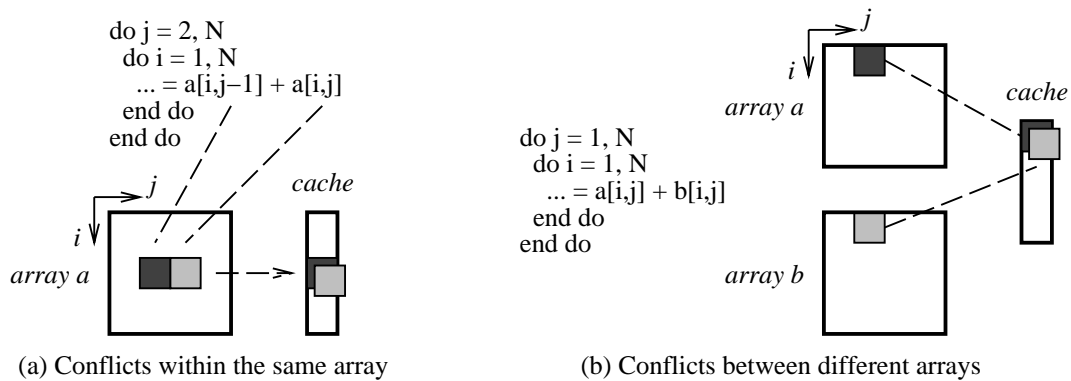 do j = 2, N
do i = 1, N
... = a[i,j−1] + a[i,j]
end do
end do
j
i
array a
cache
(a) Conflicts within the same array
do j = 1, N
do i = 1, N
... = a[i,j] + b[i,j]
end do
end do
j
i
array a
cache
array b
(b) Conflicts between different arrays